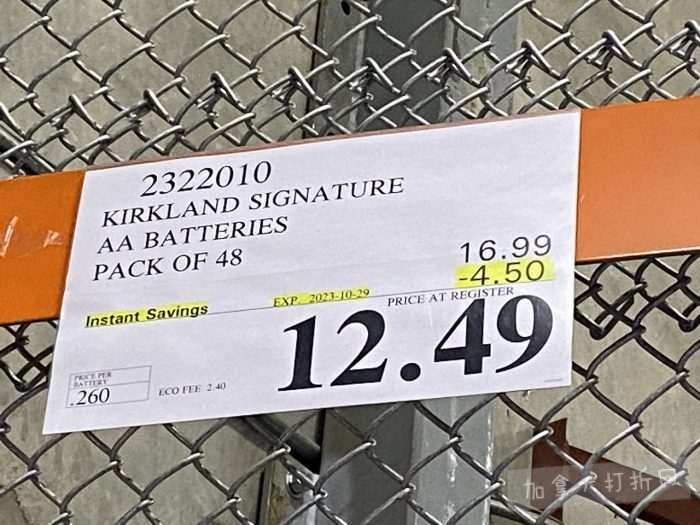 2322010
KIRKLAND SIGNATURE
AA BATTERIES
PACK OF 48
16.99
-4.50
Instant Savings
EXP. 2023-10-29
PRICE AT REGISTER
12.49
PRICE PER
BATTERY
.260
ECO FEE 2.40
加拿大打折网